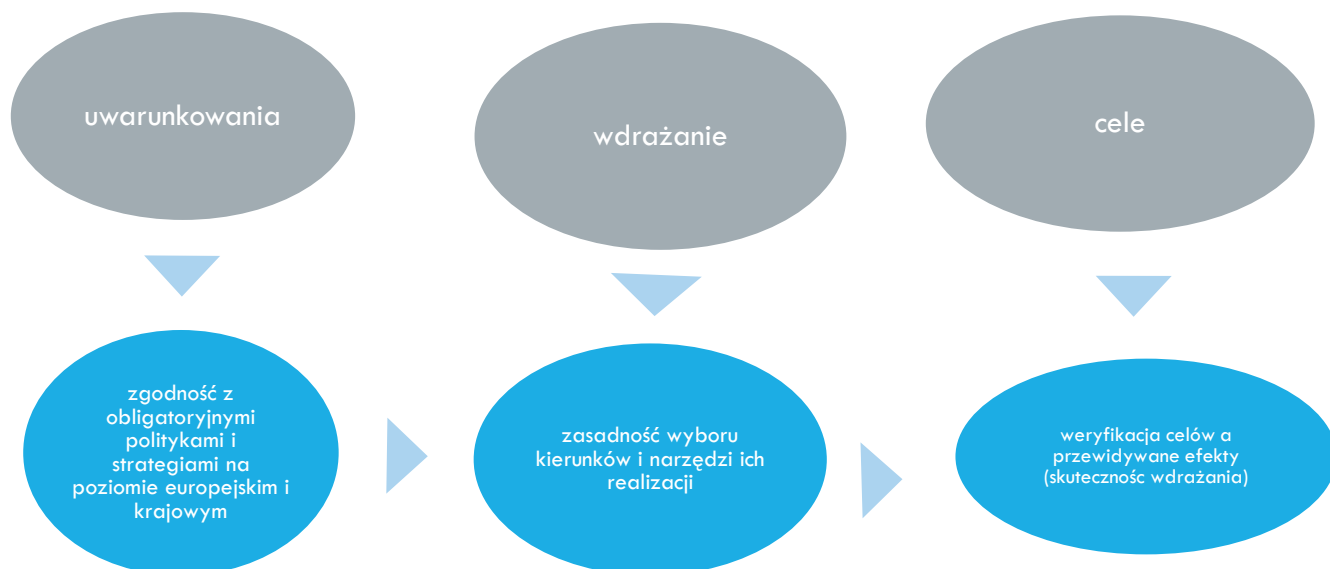 uwarunkowania
wdrażanie
cele
zgodność z
obligatoryjnymi
politykami i
strategiami na
poziomie europejskim i
krajowym
zasadność wyboru
kierunków i narzędzi ich
realizacji
weryfikacja celów a
przewidywane efekty
(skutecznośc wdrażania)